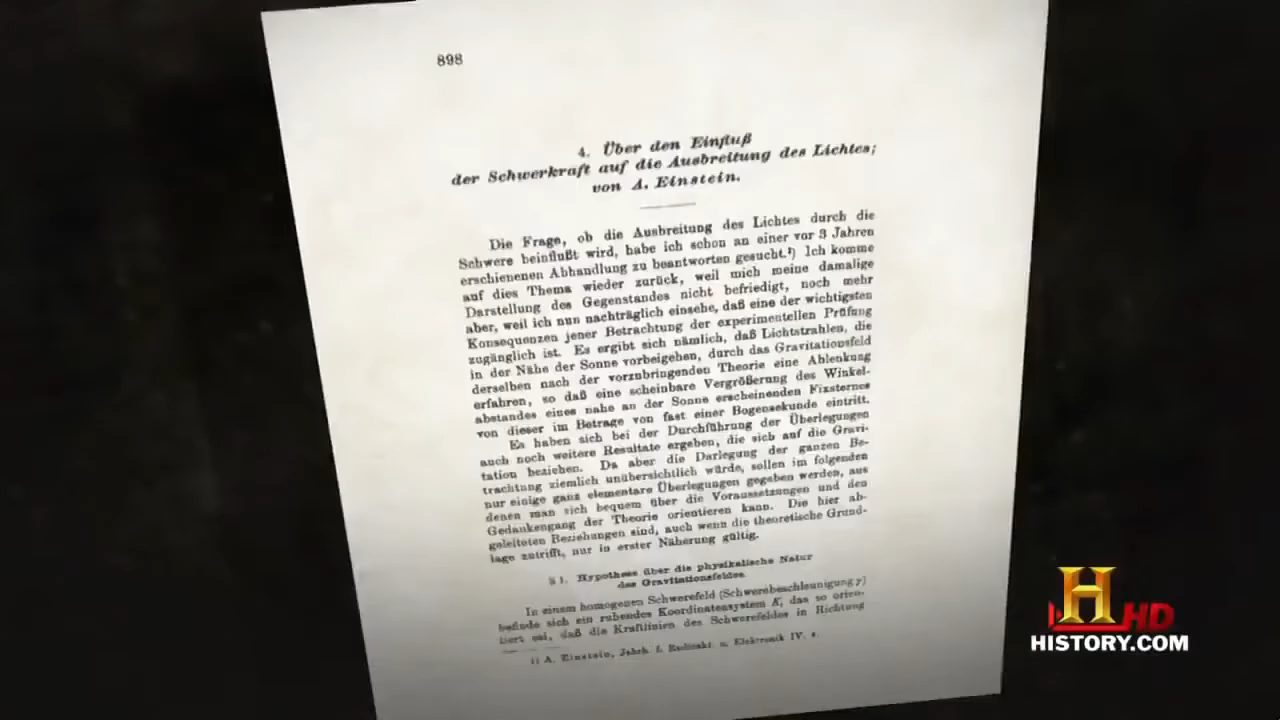 898
4. Über den Einfluß
der Schwerkraft auf die Ausbreitung des Lichtes;
von A. Einstein.
Die Frage, ob die Ausbreitung des Lichtes durch die
Schwere beinflußt wird, habe ich schon an einer vor 3 Jahren
erschienenen Abhandlung zu beantworten gesucht.¹) Ich komme
auf dies Thema wieder zurück, weil mich meine damalige
Darstellung des Gegenstandes nicht befriedigt, noch mehr
aber, weil ich nun nachträglich einsehe, daß eine der wichtigsten
Konsequenzen jener Betrachtung der experimentellen Prüfung
zugänglich ist. Es ergibt sich nämlich, daß Lichtstrahlen, die
in der Nähe der Sonne vorbeigehen, durch das Gravitationsfeld
derselben nach der vorzubringenden Theorie eine Ablenkung
erfahren, so daß eine scheinbare Vergrößerung des Winkel-
abstandes eines nahe an der Sonne erscheinenden Fixsternes
von dieser im Betrage von fast einer Bogensekunde eintritt.
Es haben sich bei der Durchführung der Überlegungen
auch noch weitere Resultate ergeben, die sich auf die Gravi-
tation beziehen. Da aber die Darlegung der ganzen Be-
trachtung ziemlich unübersichtlich würde, sollen im folgenden
nur einige ganz elementare Überlegungen gegeben werden, aus
denen man sich bequem über die Voraussetzungen und den
Gedankengang der Theorie orientieren kann. Die hier ab-
geleiteten Beziehungen sind, auch wenn die theoretische Grund-
lage zutrifft, nur in erster Näherung gültig.
§ 1. Hypothese über die physikalische Natur
des Gravitationsfeldes.
In einem homogenen Schwerefeld (Schwerebeschleunigung γ)
befinde sich ein ruhendes Koordinatensystem K, das so orien-
tiert sei, daß die Kraftlinien des Schwerefeldes in Richtung
1) A. Einstein, Jahrb. f. Radioakt. u. Elektronik IV. 4.
H HD
HISTORY.COM